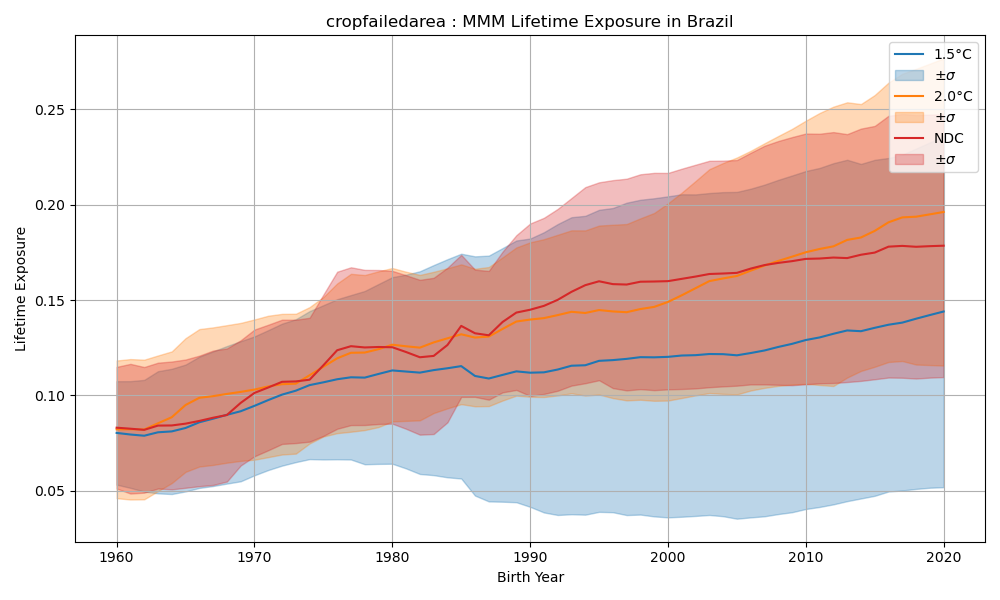 cropfailedarea : MMM Lifetime Exposure in Brazil
Lifetime Exposure
0.25
0.20
0.15
0.10
0.05
1960
1970
1980
1990
2000
2010
2020
Birth Year
1.5°C
±σ
2.0°C
±σ
NDC
±σ